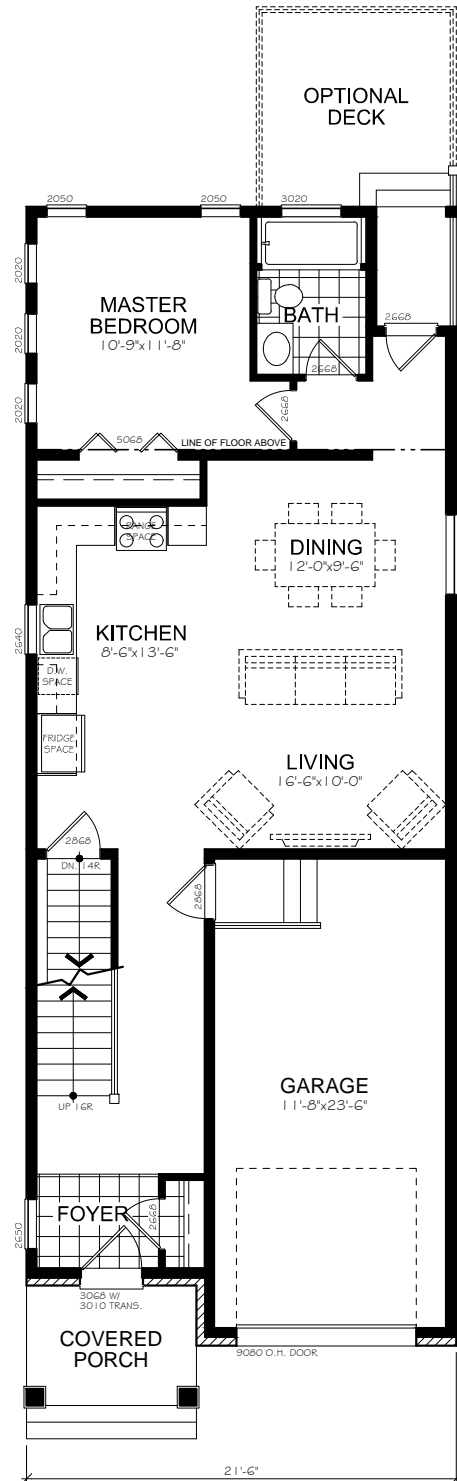 OPTIONAL
DECK
2050
2050
3020
2020
MASTER
BEDROOM
10'-9"x11'-8"
BATH
2668
2020
2668
2020
2668
5068
LINE OF FLOOR ABOVE
RANGE
SPACE
DINING
12'-0"x9'-6"
2640
KITCHEN
8'-6"x13'-6"
D.W.
SPACE
FRIDGE
SPACE
LIVING
16'-6"x10'-0"
2868
DN. 14R
2868
GARAGE
11'-8"x23'-6"
UP 16R
2650
FOYER
2668
3068 W/
3010 TRANS.
COVERED
PORCH
9080 O.H. DOOR
21'-6"